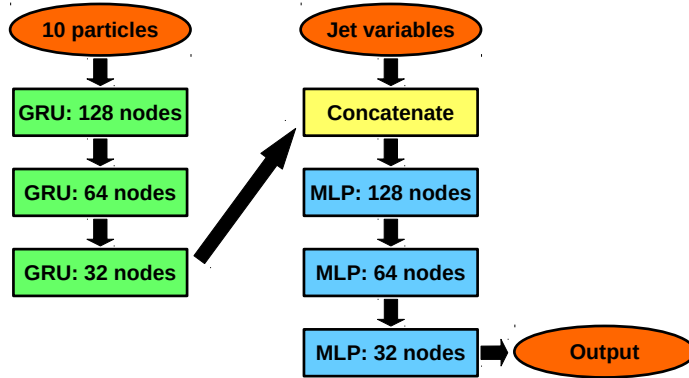 10 particles
GRU: 128 nodes
GRU: 64 nodes
GRU: 32 nodes
Jet variables
Concatenate
MLP: 128 nodes
MLP: 64 nodes
MLP: 32 nodes
Output